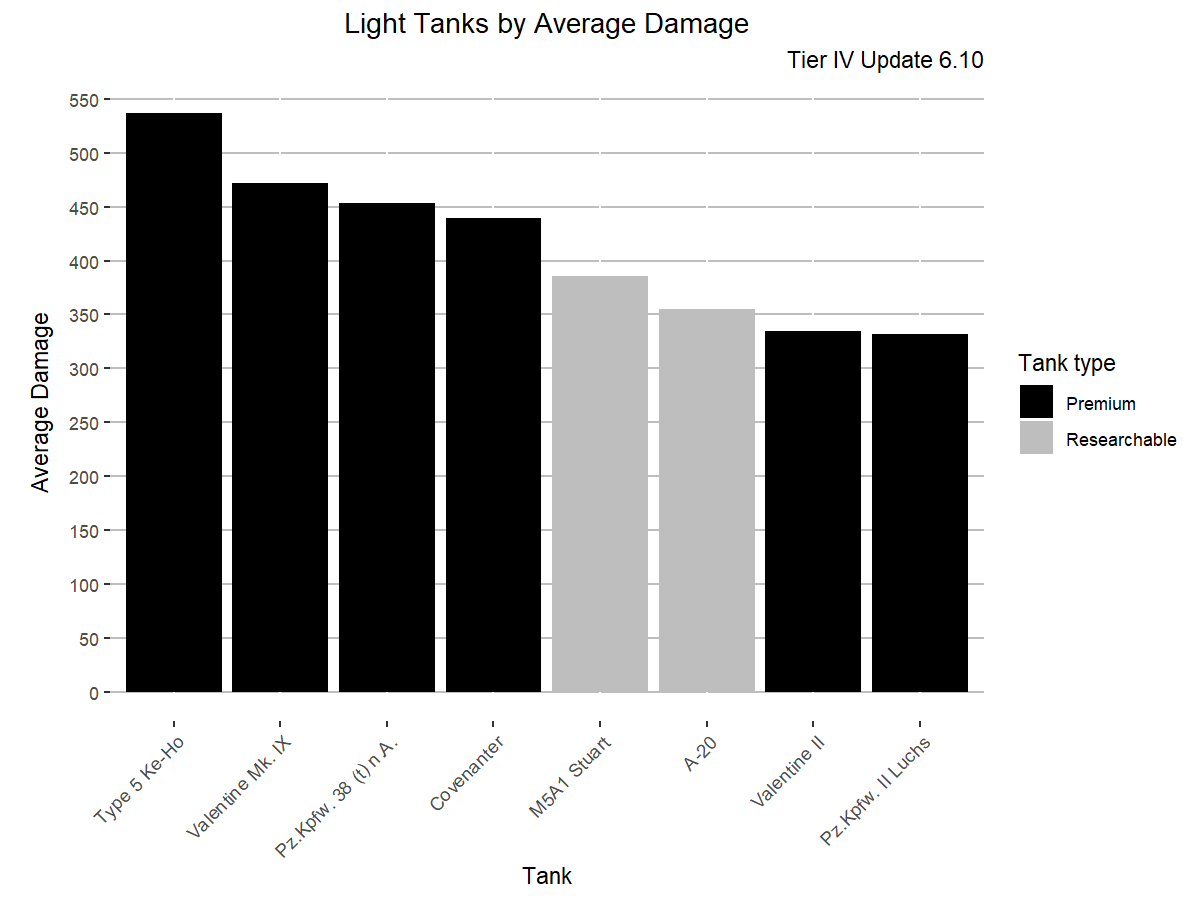 Light Tanks by Average Damage
Tier IV Update 6.10
Average Damage
550
500
450
400
350
300
250
200
150
100
50
0
Type 5 Ke-Ho
Valentine Mk. IX
Pz.Kpfw. 38 (t) n A.
Covenanter
M5A1 Stuart
A-20
Valentine II
Pz.Kpfw. II Luchs
Tank
Tank type
Premium
Researchable